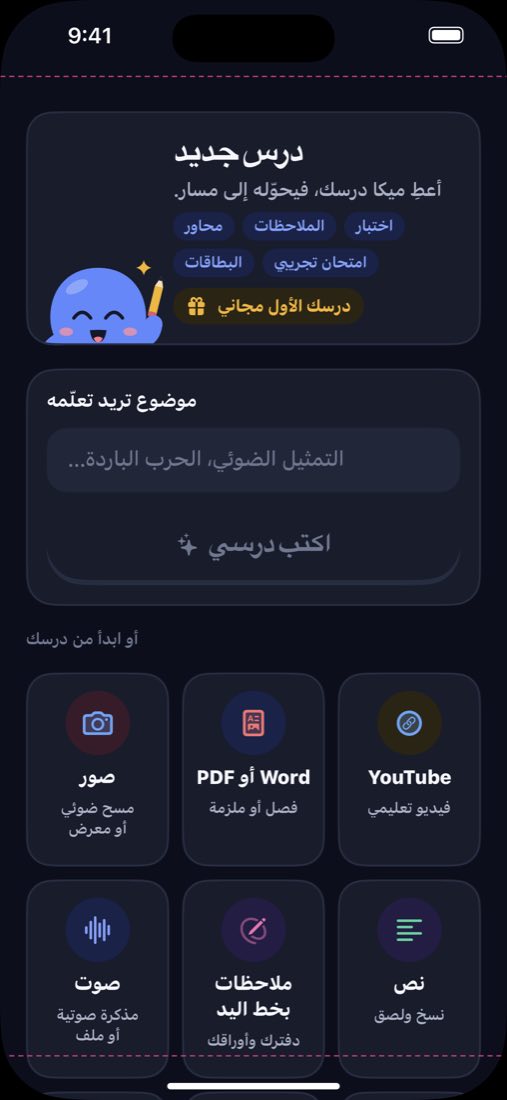 9:41
درس جديد
أعطِ ميكا درسك، فيحوّله إلى مسار.
اختبار
الملاحظات
محاور
امتحان تجريبي
البطاقات
درسك الأول مجاني
موضوع تريد تعلّمه
التمثيل الضوئي، الحرب الباردة...
اكتب درسي
أو ابدأ من درسك
YouTube
فيديو تعليمي
Word أو PDF
فصل أو ملزمة
صور
مسح ضوئي
أو معرض
نص
نسخ ولصق
ملاحظات
بخط اليد
دفترك وأوراقك
صوت
مذكرة صوتية
أو ملف